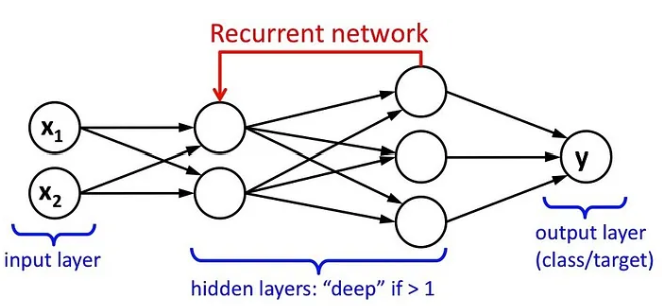 Recurrent network
x₁
x₂
y
input layer
hidden layers: “deep” if > 1
output layer
(class/target)